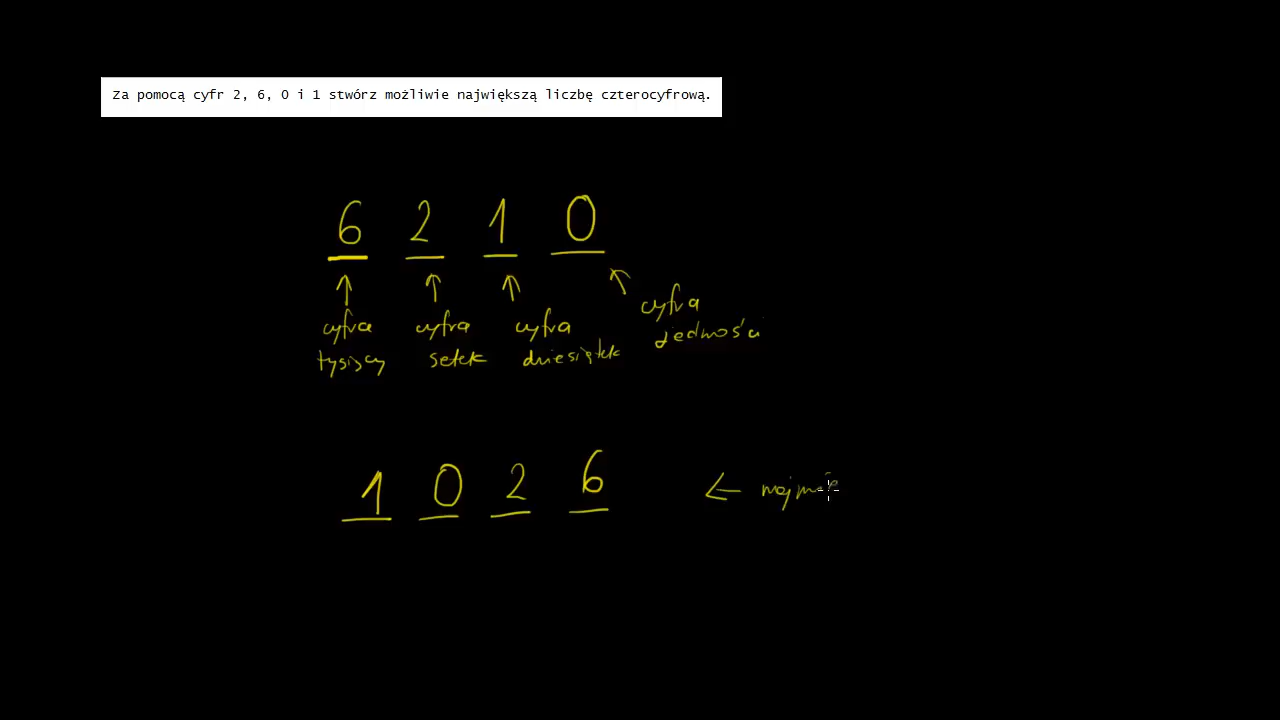 Za pomocą cyfr 2, 6, 0 i 1 stwórz możliwie największą liczbę czterocyfrową.
6 2 1 0
cyfra tysięcy
cyfra setek
cyfra dziesiątek
cyfra jedności
1 0 2 6 ←